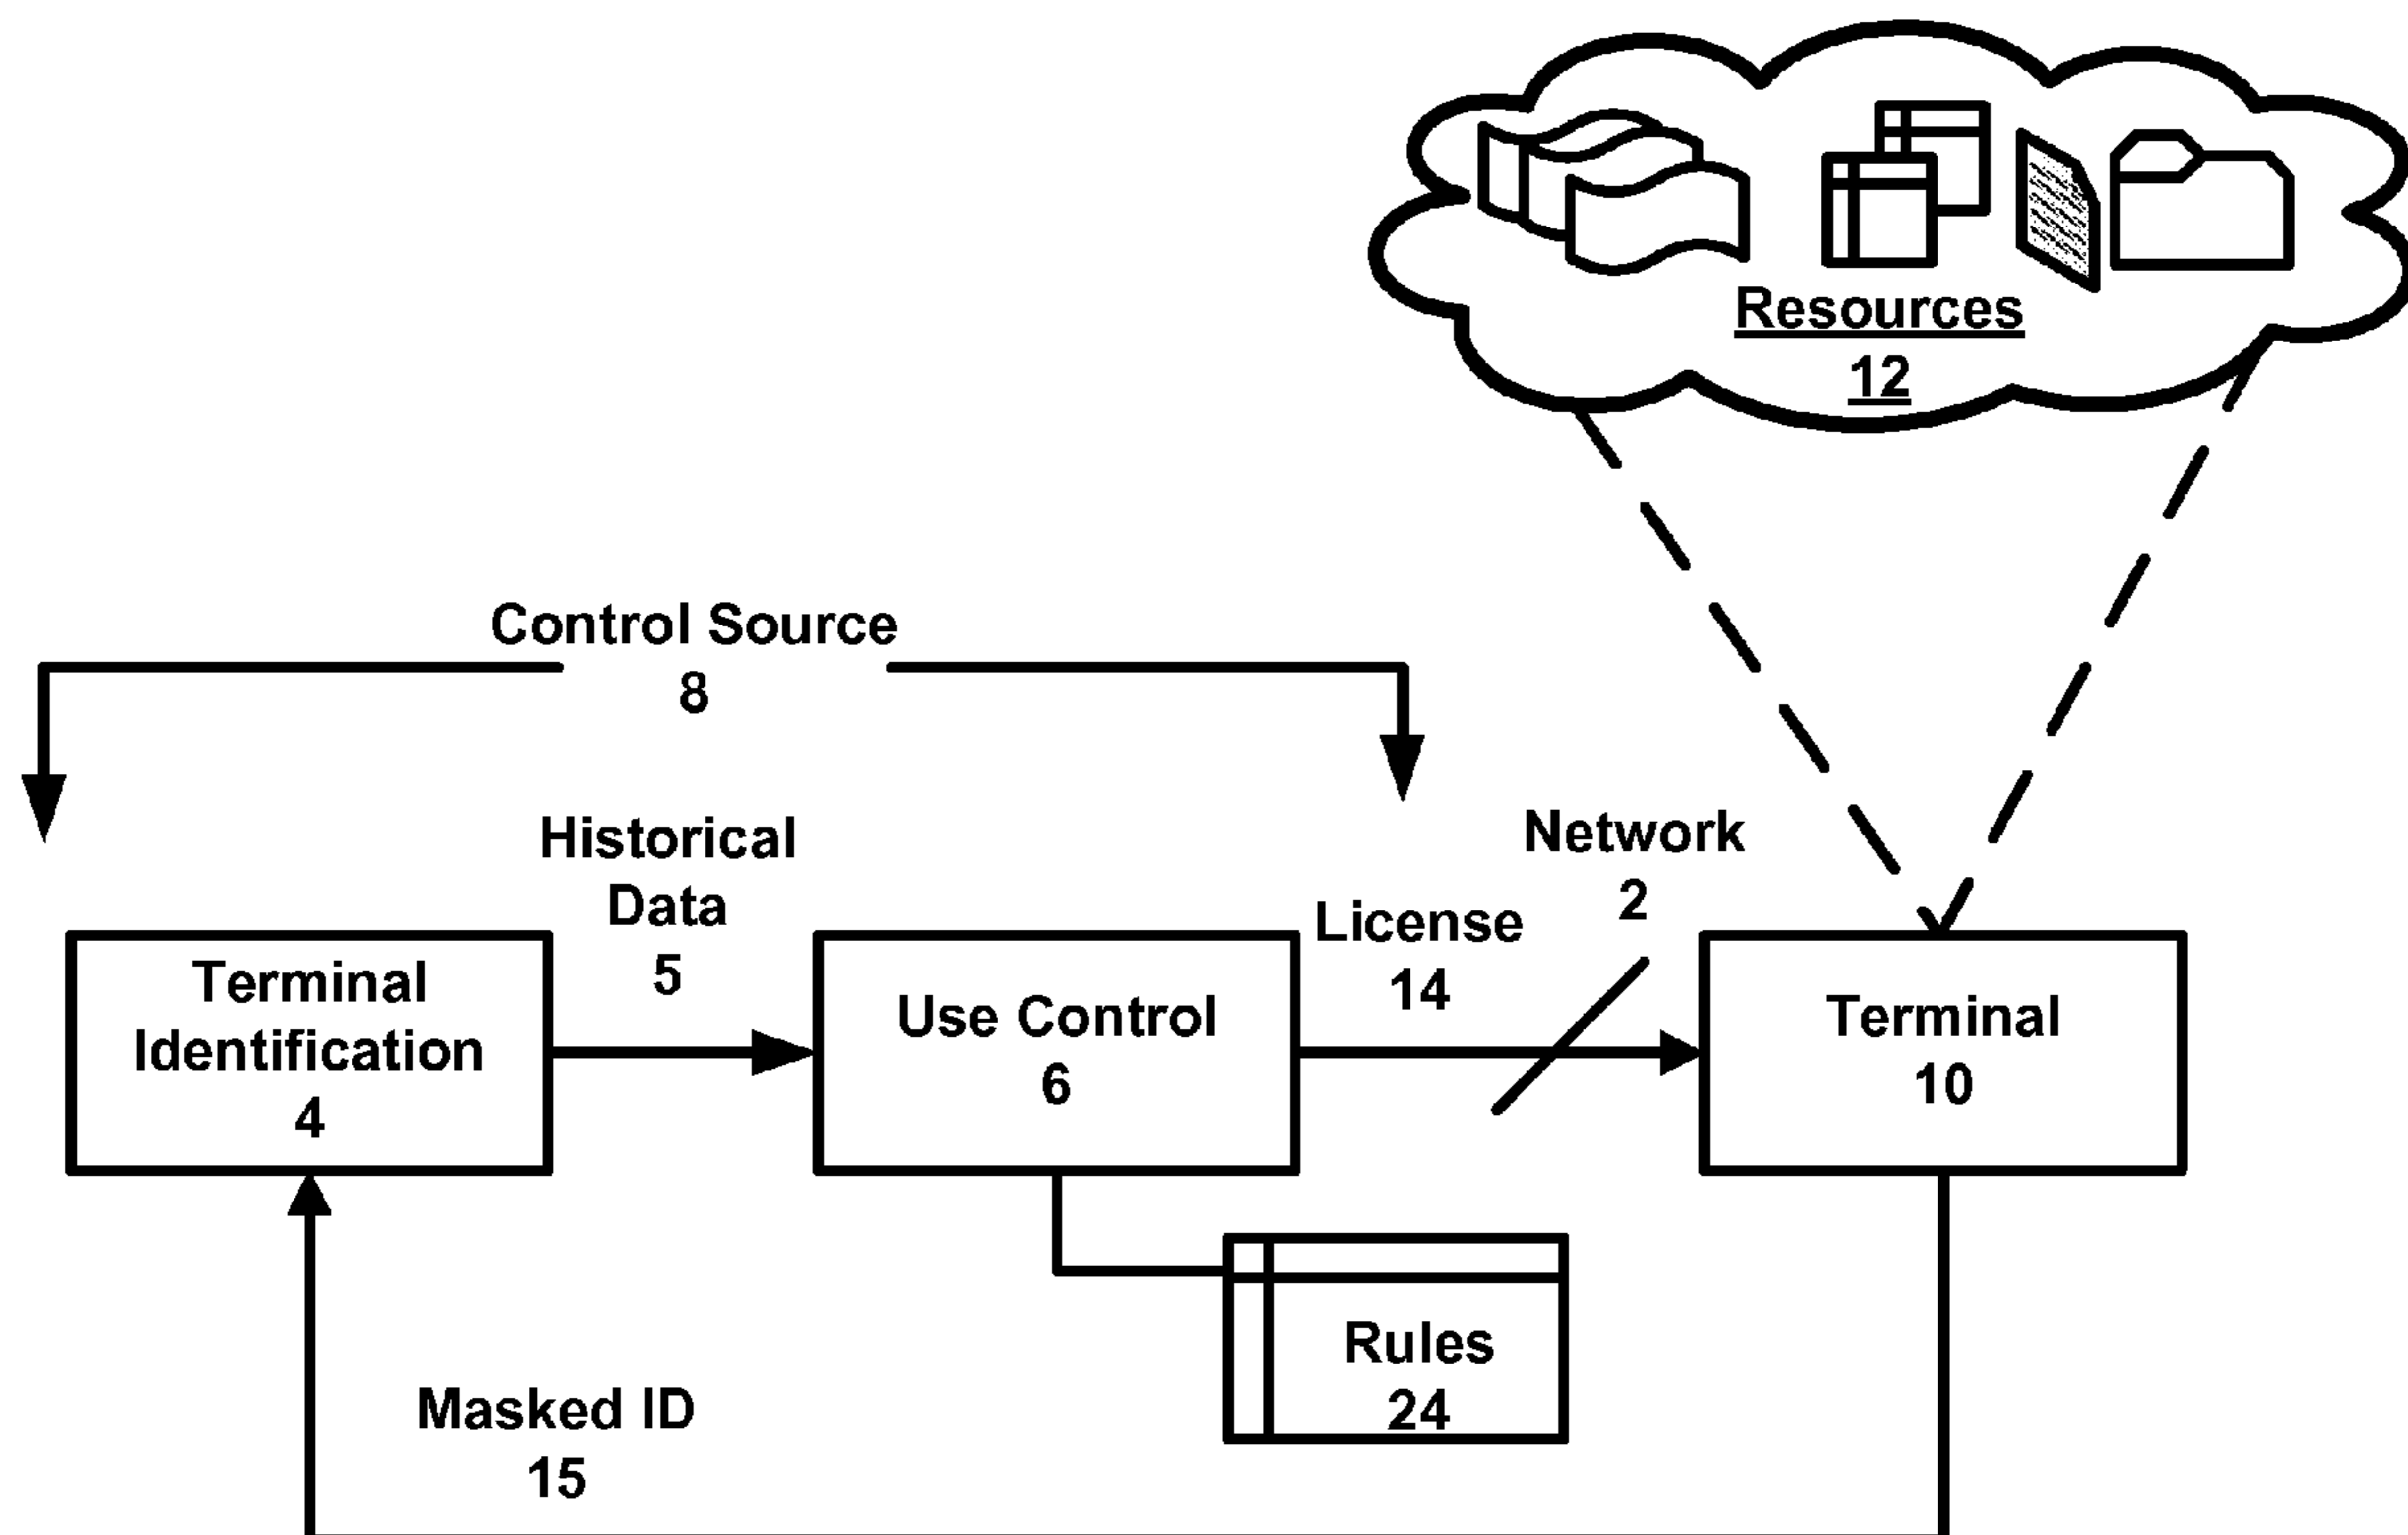 Resources
12
Control Source
8
Historical
Data
5
Network
2
License
14
Terminal
Identification
4
Use Control
6
Terminal
10
Rules
24
Masked ID
15